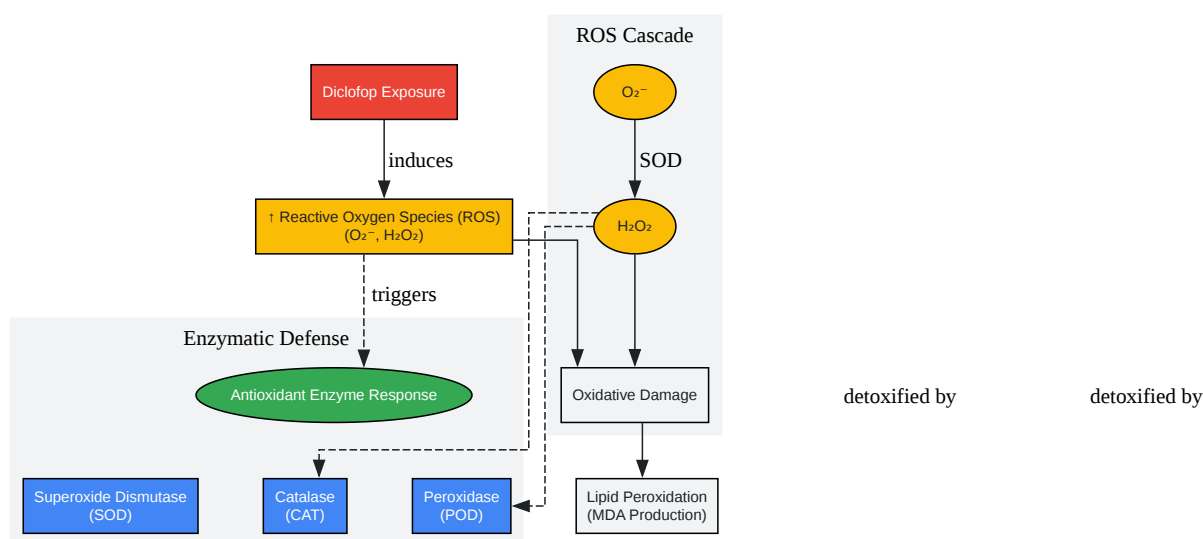 ROS Cascade
Diclofop Exposure
O₂⁻
induces
SOD
↑ Reactive Oxygen Species (ROS)
(O₂⁻, H₂O₂)
H₂O₂
triggers
Enzymatic Defense
Antioxidant Enzyme Response
Oxidative Damage
detoxified by
detoxified by
Superoxide Dismutase
(SOD)
Catalase
(CAT)
Peroxidase
(POD)
Lipid Peroxidation
(MDA Production)